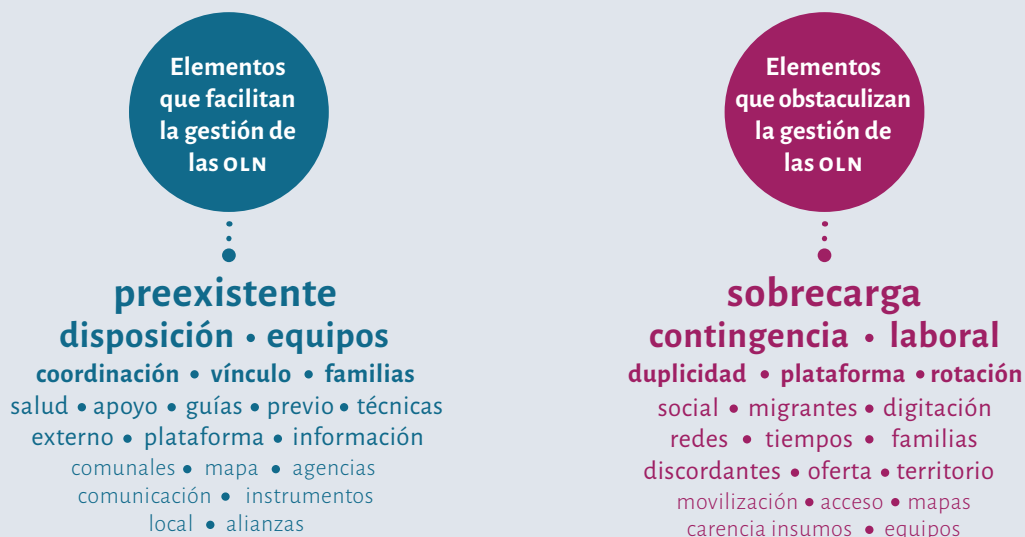 Elementos
que facilitan
la gestión de
las OLN
preexistente
disposición • equipos
coordinación • vínculo • familias
salud • apoyo • guías • previo • técnicas
externo • plataforma • información
comunales • mapa • agencias
comunicación • instrumentos
local • alianzas
Elementos
que obstaculizan
la gestión de
las OLN
sobrecarga
contingencia • laboral
duplicidad • plataforma • rotación
social • migrantes • digitación
redes • tiempos • familias
discordantes • oferta • territorio
movilización • acceso • mapas
carencia insumos • equipos